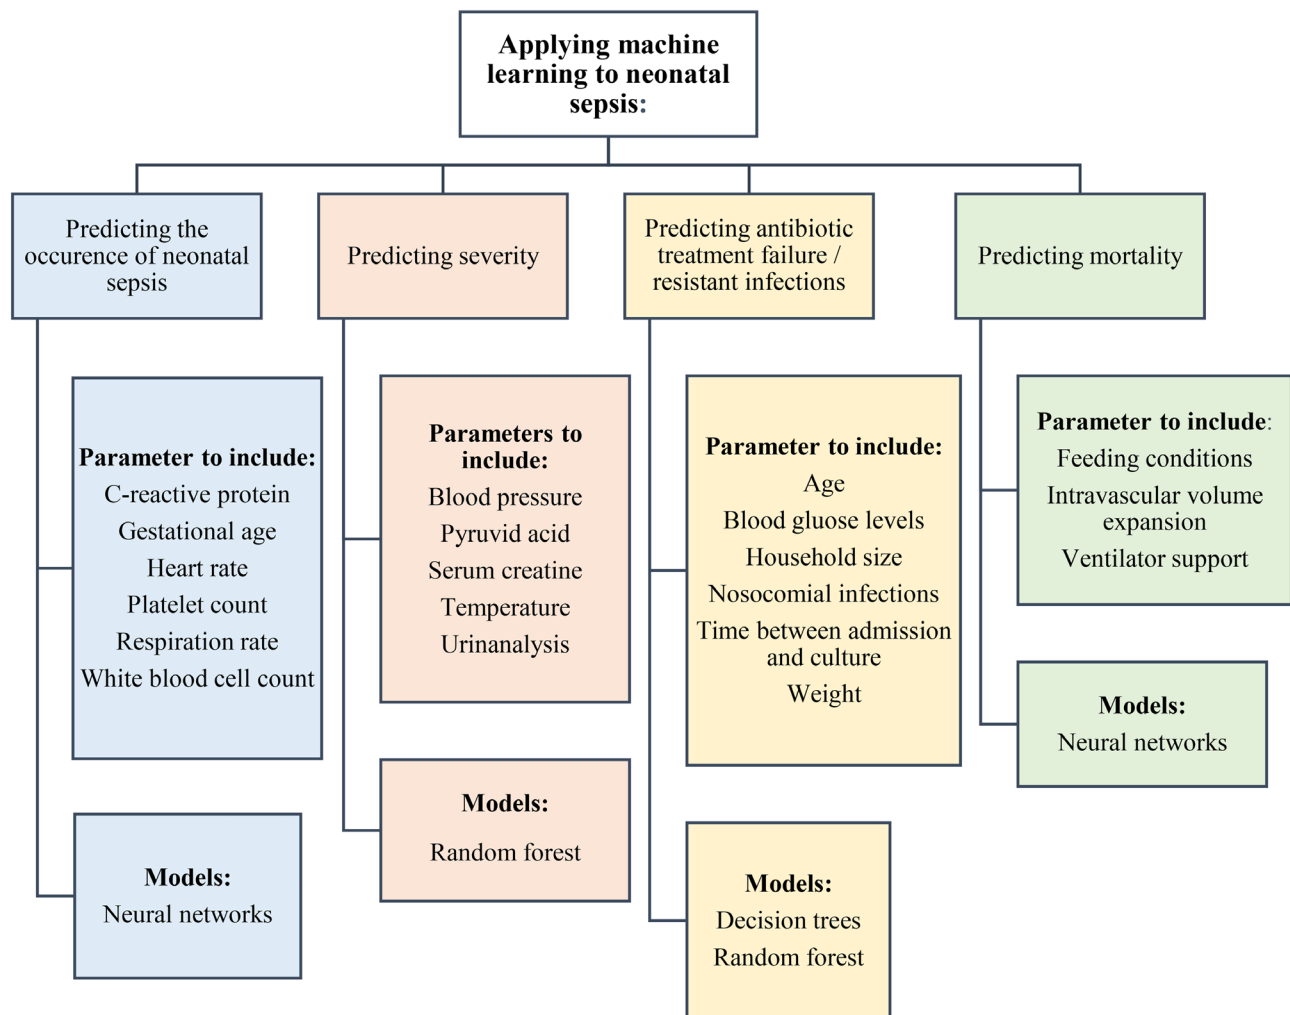 Applying machine
learning to neonatal
sepsis:
Predicting the
occurence of neonatal
sepsis
Predicting severity
Predicting antibiotic
treatment failure /
resistant infections
Predicting mortality
Parameter to include:
C-reactive protein
Gestational age
Heart rate
Platelet count
Respiration rate
White blood cell count
Models:
Neural networks
Parameters to
include:
Blood pressure
Pyruvid acid
Serum creatine
Temperature
Urinanalysis
Models:
Random forest
Parameter to include:
Age
Blood gluose levels
Household size
Nosocomial infections
Time between admission
and culture
Weight
Models:
Decision trees
Random forest
Parameter to include:
Feeding conditions
Intravascular volume
expansion
Ventilator support
Models:
Neural networks